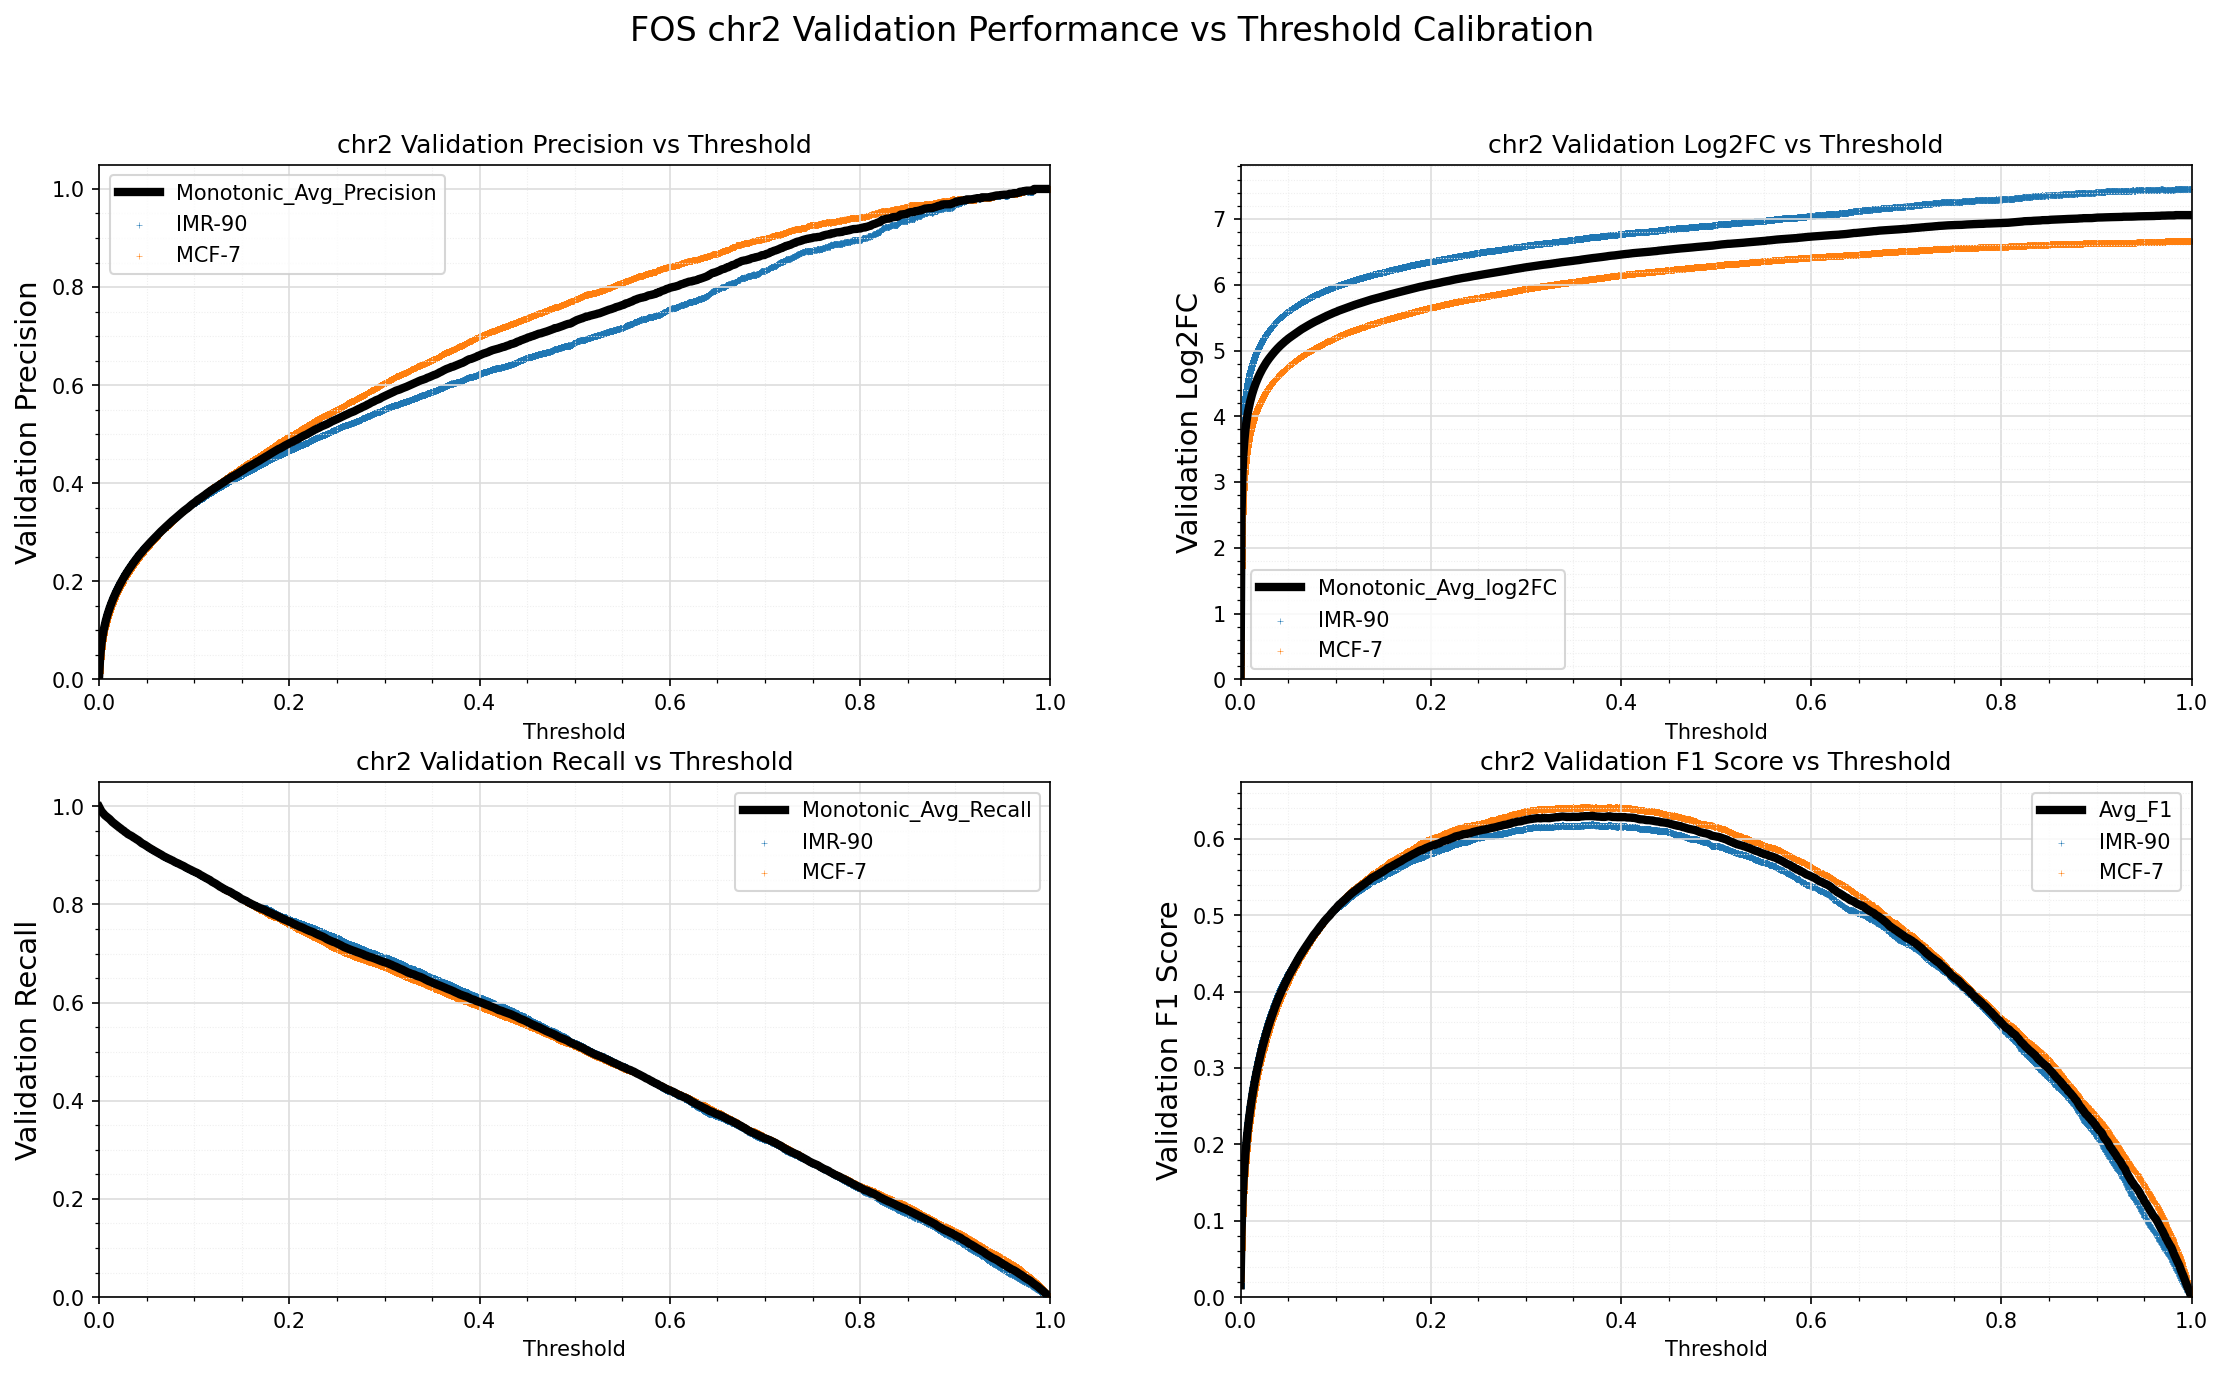 FOS chr2 Validation Performance vs Threshold Calibration
chr2 Validation Precision vs Threshold
Validation Precision
1.0
0.8
0.6
0.4
0.2
0.0
Monotonic_Avg_Precision
IMR-90
MCF-7
0.0 0.2 0.4 0.6 0.8 1.0
Threshold
chr2 Validation Log2FC vs Threshold
Validation Log2FC
7
6
5
4
3
2
1
0
Monotonic_Avg_log2FC
IMR-90
MCF-7
0.0 0.2 0.4 0.6 0.8 1.0
Threshold
chr2 Validation Recall vs Threshold
Validation Recall
1.0
0.8
0.6
0.4
0.2
0.0
Monotonic_Avg_Recall
IMR-90
MCF-7
0.0 0.2 0.4 0.6 0.8 1.0
Threshold
chr2 Validation F1 Score vs Threshold
Validation F1 Score
0.6
0.5
0.4
0.3
0.2
0.1
0.0
Avg_F1
IMR-90
MCF-7
0.0 0.2 0.4 0.6 0.8 1.0
Threshold